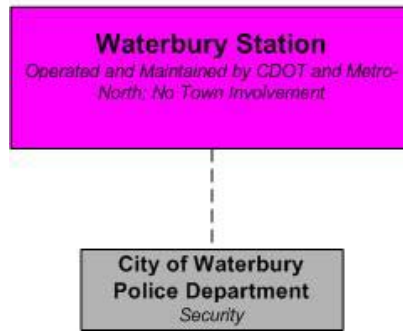 Waterbury Station
Operated and Maintained by CDOT and Metro-
North; No Town Involvement
City of Waterbury
Police Department
Security